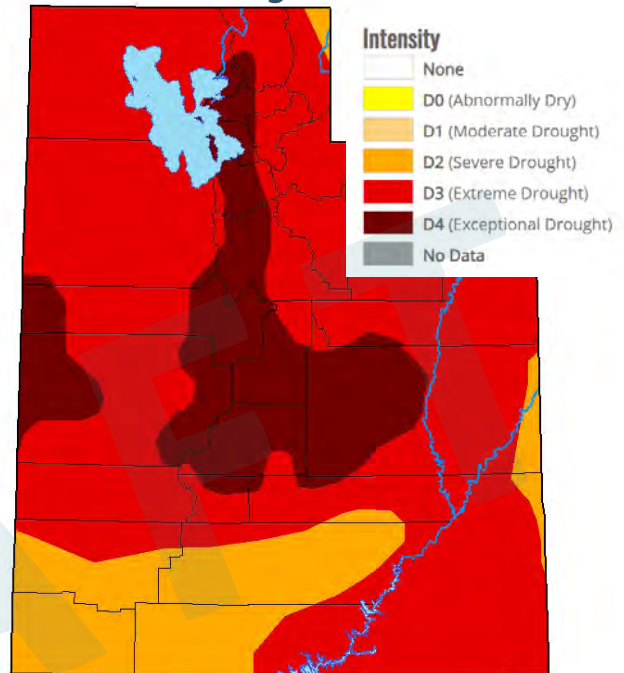 Intensity
None
D0 (Abnormally Dry)
D1 (Moderate Drought)
D2 (Severe Drought)
D3 (Extreme Drought)
D4 (Exceptional Drought)
No Data